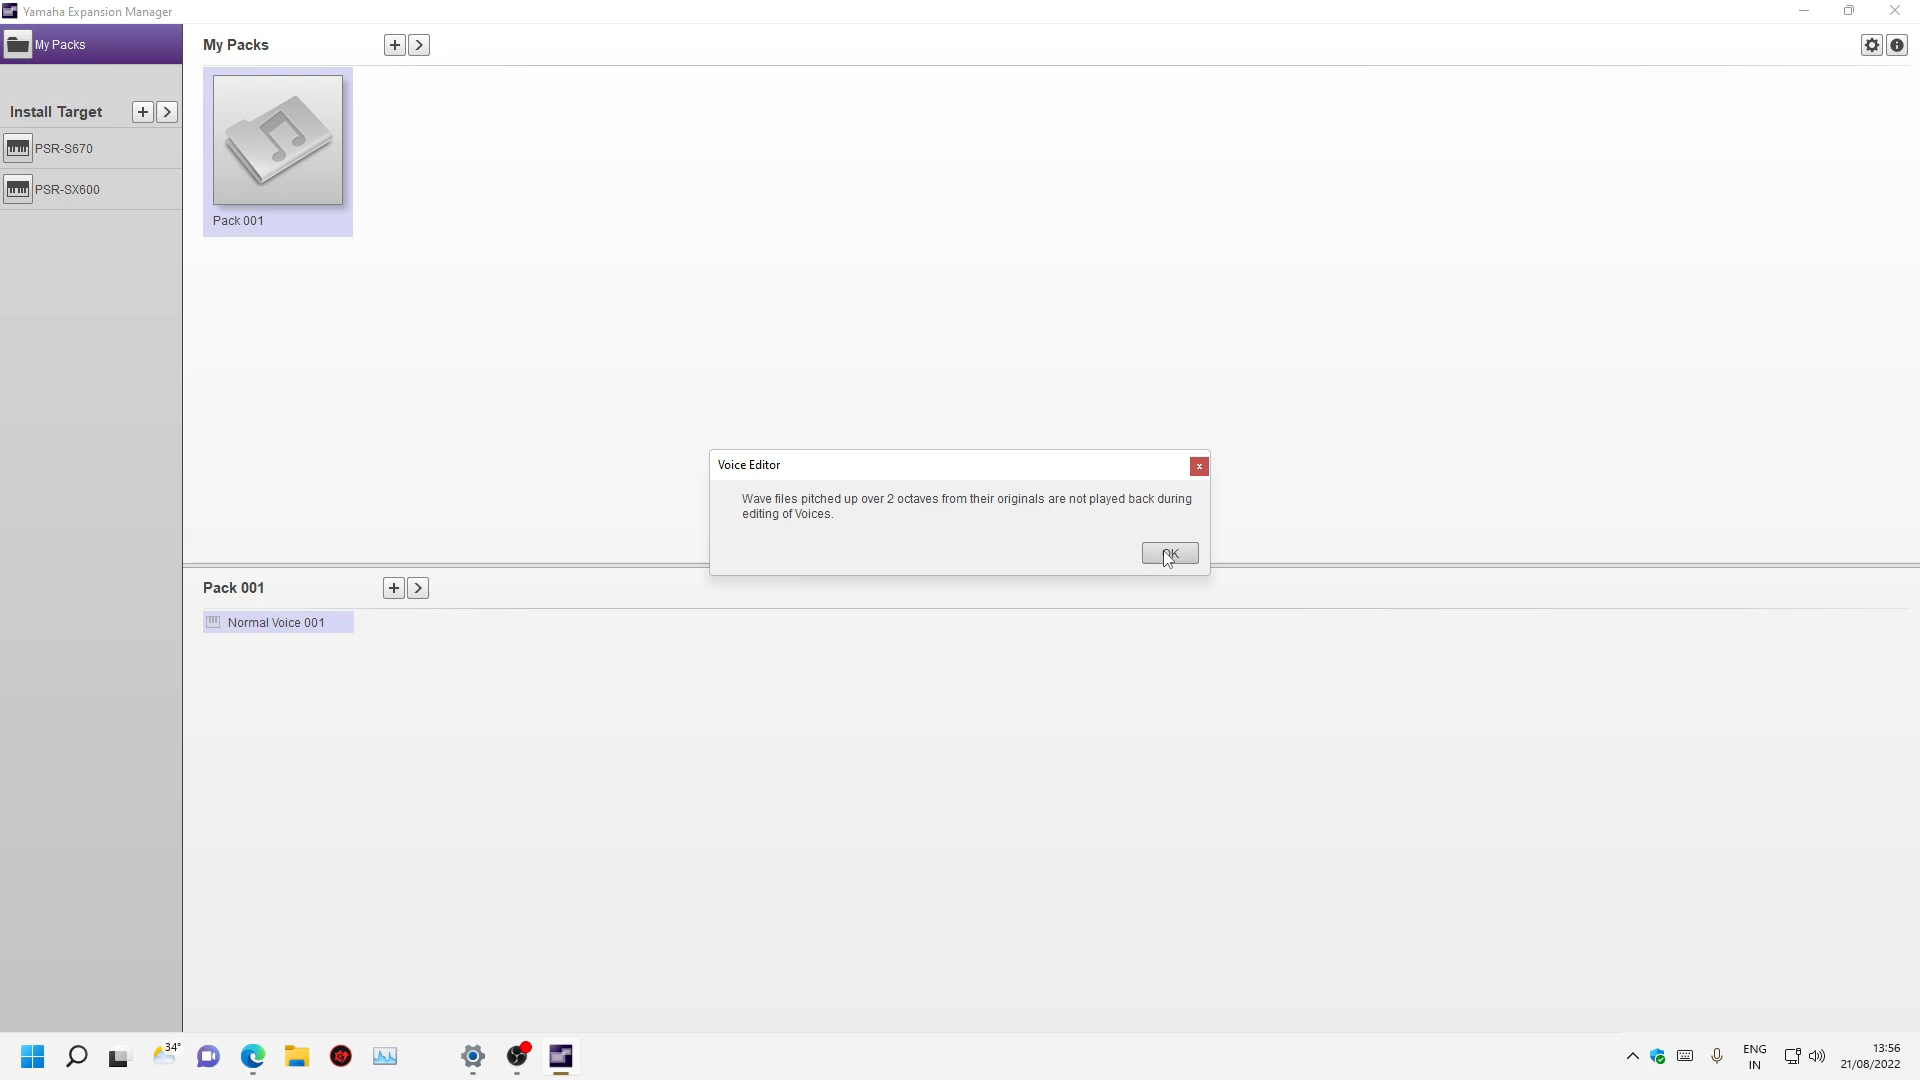 Yamaha Expansion Manager
My Packs
My Packs
Install Target
PSR-S670
PSR-SX600
Pack 001
Voice Editor
Wave files pitched up over 2 octaves from their originals are not played back during
editing of Voices.
OK
Pack 001
Normal Voice 001
34°
ENG
IN
13:56
21/08/2022